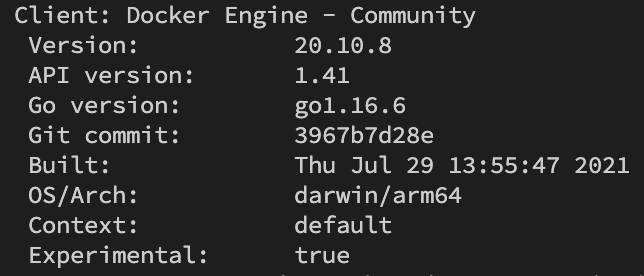 Client: Docker Engine - Community
Version: 20.10.8
API version: 1.41
Go version: go1.16.6
Git commit: 3967b7d28e
Built: Thu Jul 29 13:55:47 2021
OS/Arch: darwin/arm64
Context: default
Experimental: true